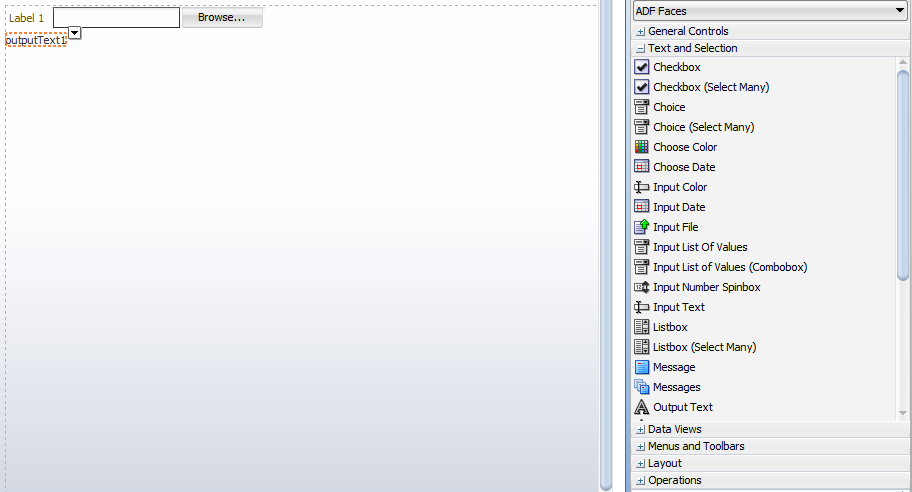 Label 1 Browse...
outputText1
ADF Faces
General Controls
Text and Selection
Checkbox
Checkbox (Select Many)
Choice
Choice (Select Many)
Choose Color
Choose Date
Input Color
Input Date
Input File
Input List Of Values
Input List of Values (Combobox)
Input Number Spinbox
Input Text
Listbox
Listbox (Select Many)
Message
Messages
Output Text
Data Views
Menus and Toolbars
Layout
Operations